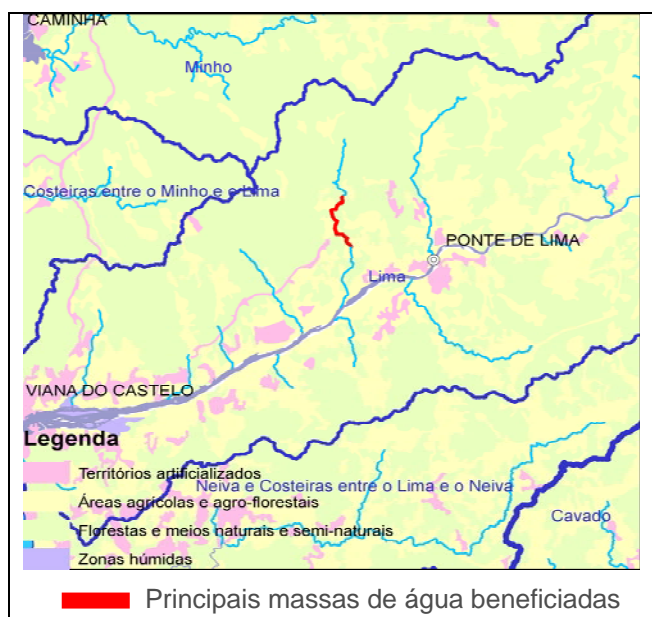 CAMINHA
Minho
Costeiras entre o Minho e o Lima
PONTE DE LIMA
Lima
VIANA DO CASTELO
Legenda
Territórios artificializados
Neiva e Costeiras entre o Lima e o Neiva
Áreas agrícolas e agro-florestais
Cavado
Florestas e meios naturais e semi-naturais
Zonas húmidas
Principais massas de água beneficiadas